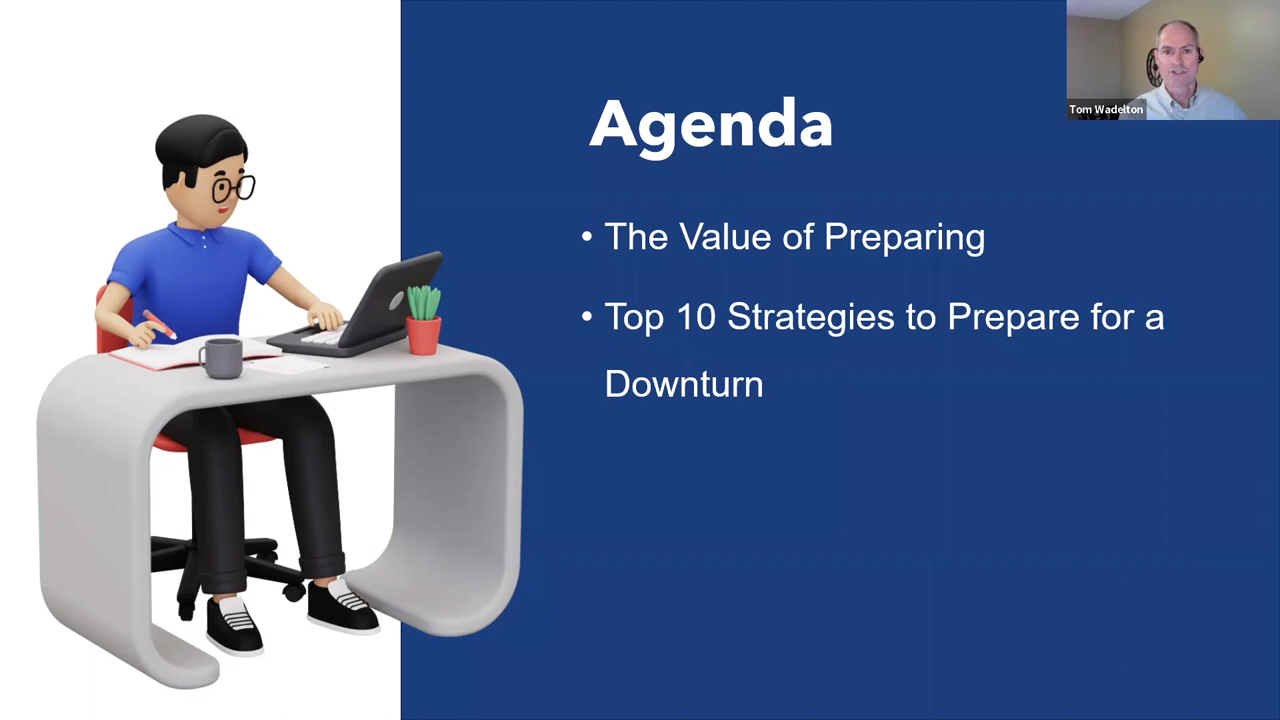 Agenda
Tom Wadelton
• The Value of Preparing
• Top 10 Strategies to Prepare for a
Downturn